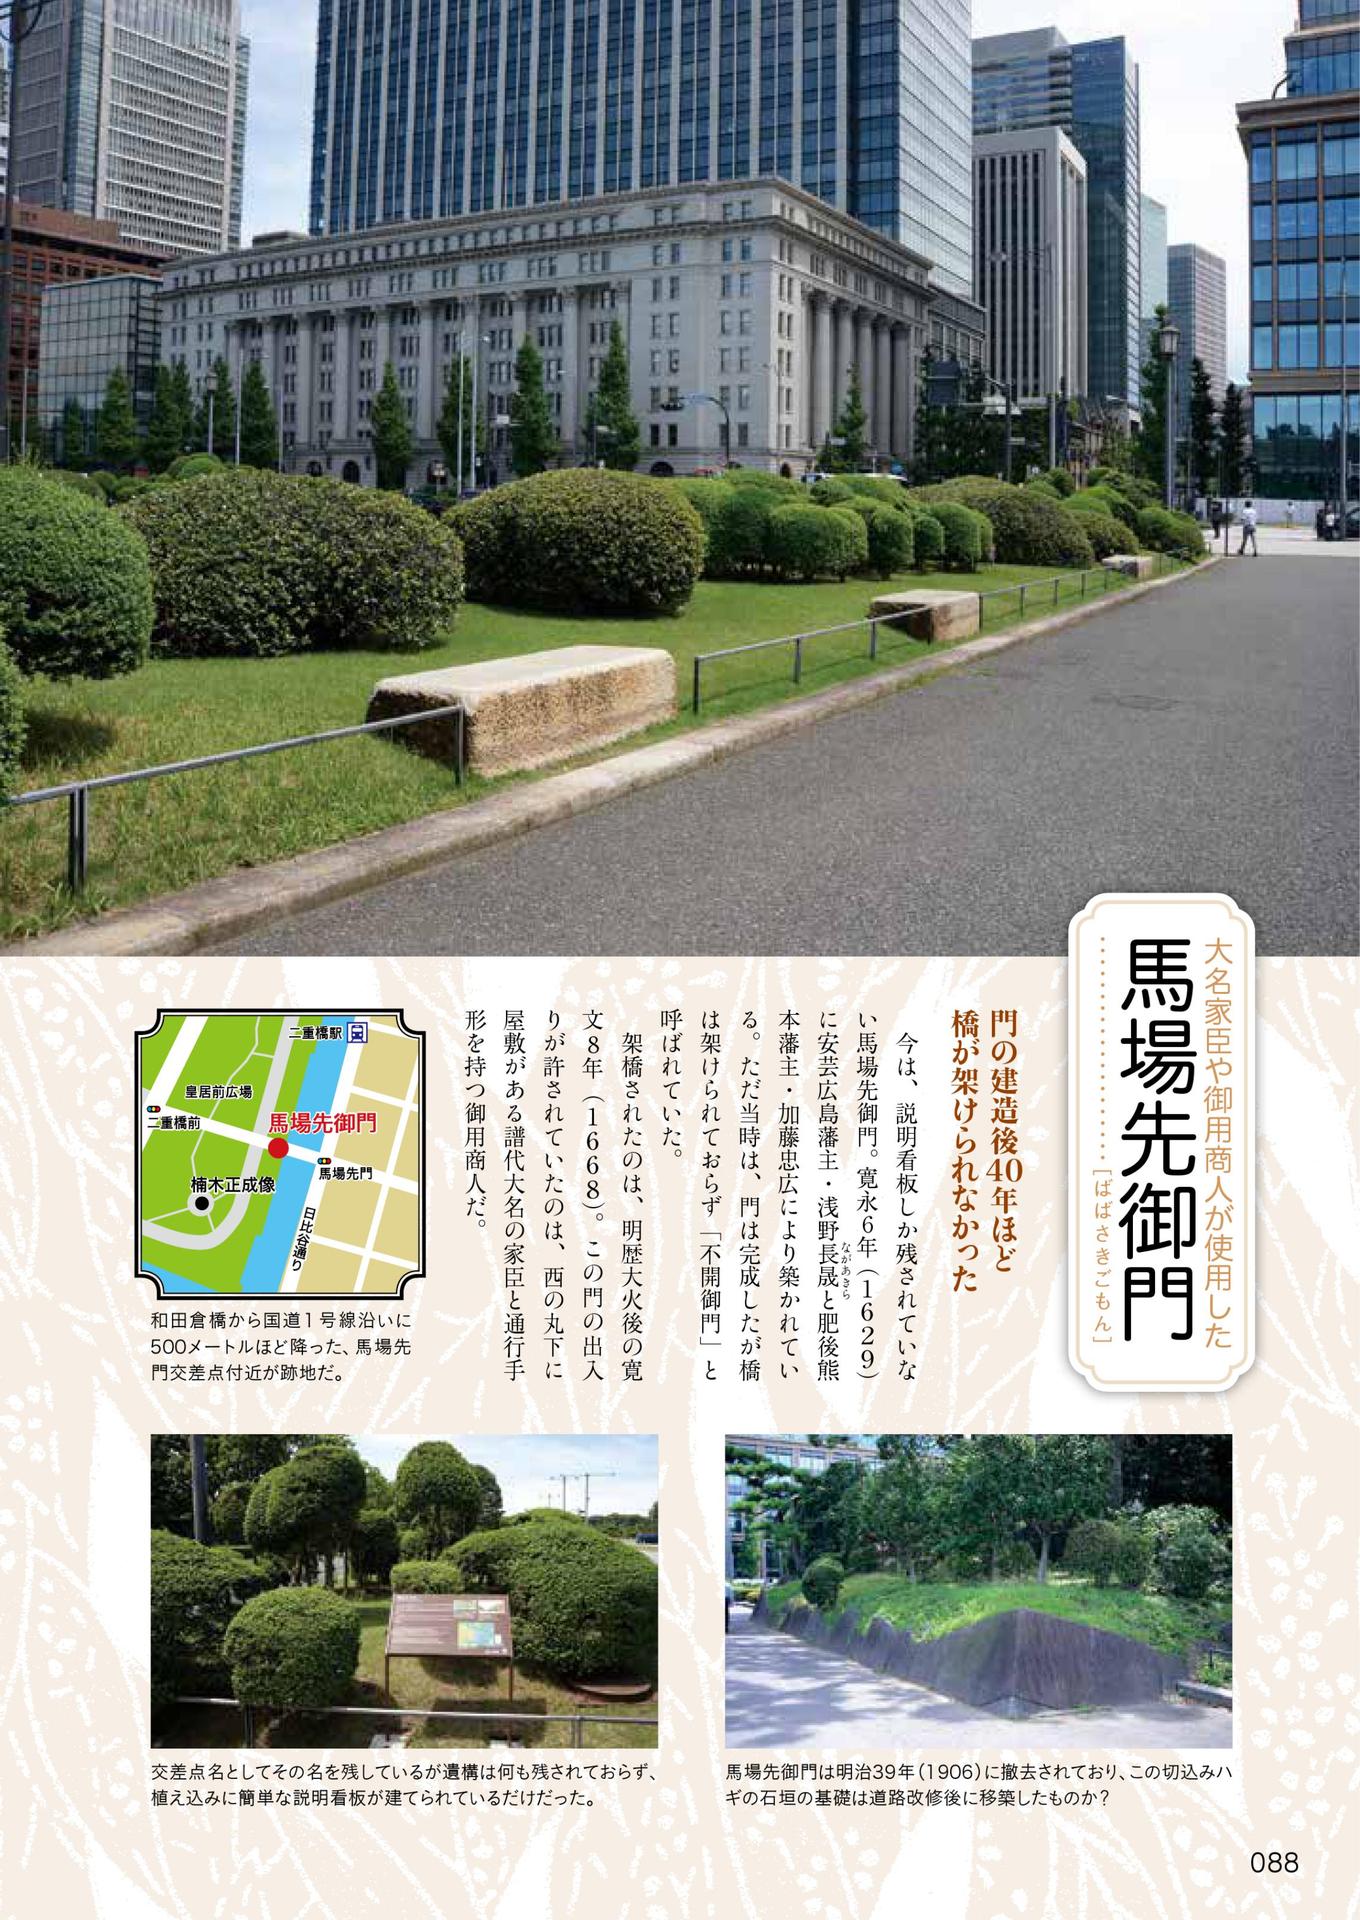 大名家臣や御用商人が使用した
馬場先御門
［ばばさきごもん］
門の建造後40年ほど
橋が架けられなかった
今は、説明看板しか残されていな
い馬場先御門。寛永6年（1629）
に安芸広島藩主・浅野長晟と肥後熊
ながあきら
本藩主・加藤忠広により築かれてい
る。ただ当時は、門は完成したが橋
は架けられておらず「不開御門」と
呼ばれていた。
架橋されたのは、明歴大火後の寛
文8年（1668）。この門の出入
りが許されていたのは、西の丸下に
屋敷がある譜代大名の家臣と通行手
形を持つ御用商人だ。
二重橋駅
皇居前広場
二重橋前
馬場先御門
馬場先門
楠木正成像
日比谷通り
和田倉橋から国道1号線沿いに
500メートルほど降った、馬場先
門交差点付近が跡地だ。
交差点名としてその名を残しているが遺構は何も残されておらず、
植え込みに簡単な説明看板が建てられているだけだった。
馬場先御門は明治39年（1906）に撤去されており、この切込みハ
ギの石垣の基礎は道路改修後に移築したものか？
088